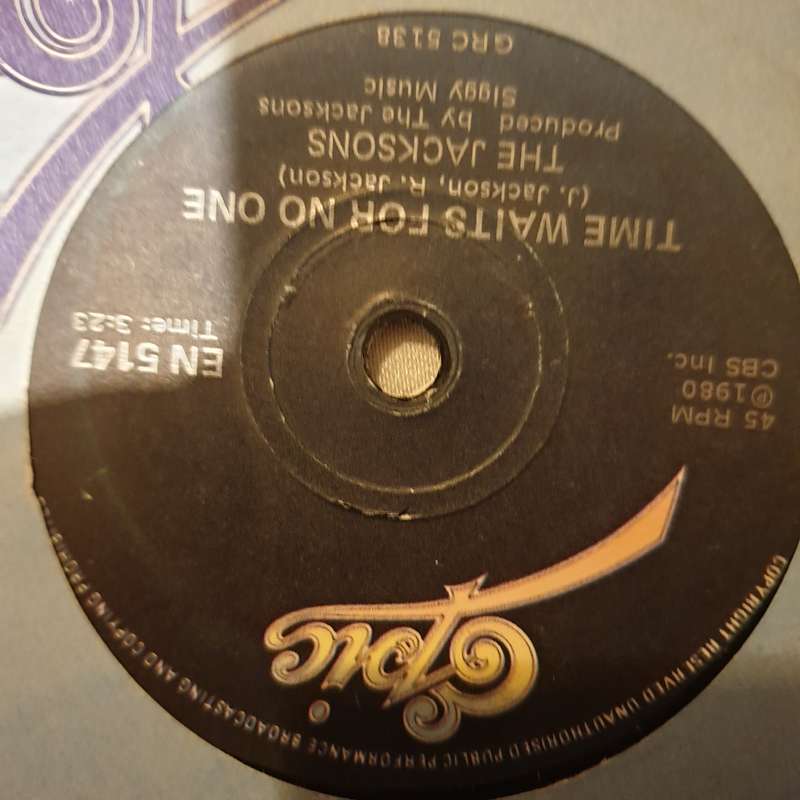 Epic
COPYRIGHT RESERVED UNAUTHORISED PUBLIC PERFORMANCE BROADCASTING AND COPYING
45 RPM
℗1980
CBS Inc.
EN 5147
Time: 3:23
TIME WAITS FOR NO ONE
(J. Jackson, R. Jackson)
THE JACKSONS
Produced by The Jacksons
Siggy Music
GRC 5138